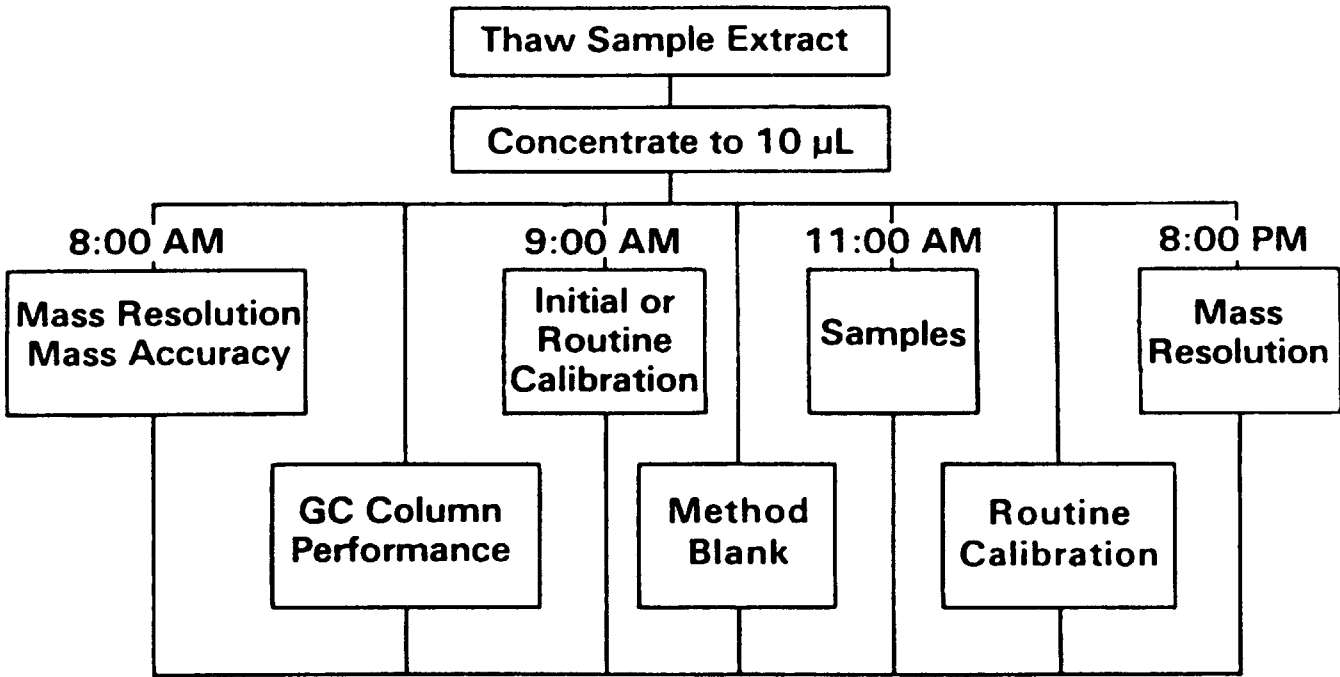 Thaw Sample Extract
Concentrate to 10 µL
8:00 AM
Mass Resolution
Mass Accuracy
GC Column
Performance
9:00 AM
Initial or
Routine
Calibration
Method
Blank
11:00 AM
Samples
Routine
Calibration
8:00 PM
Mass
Resolution